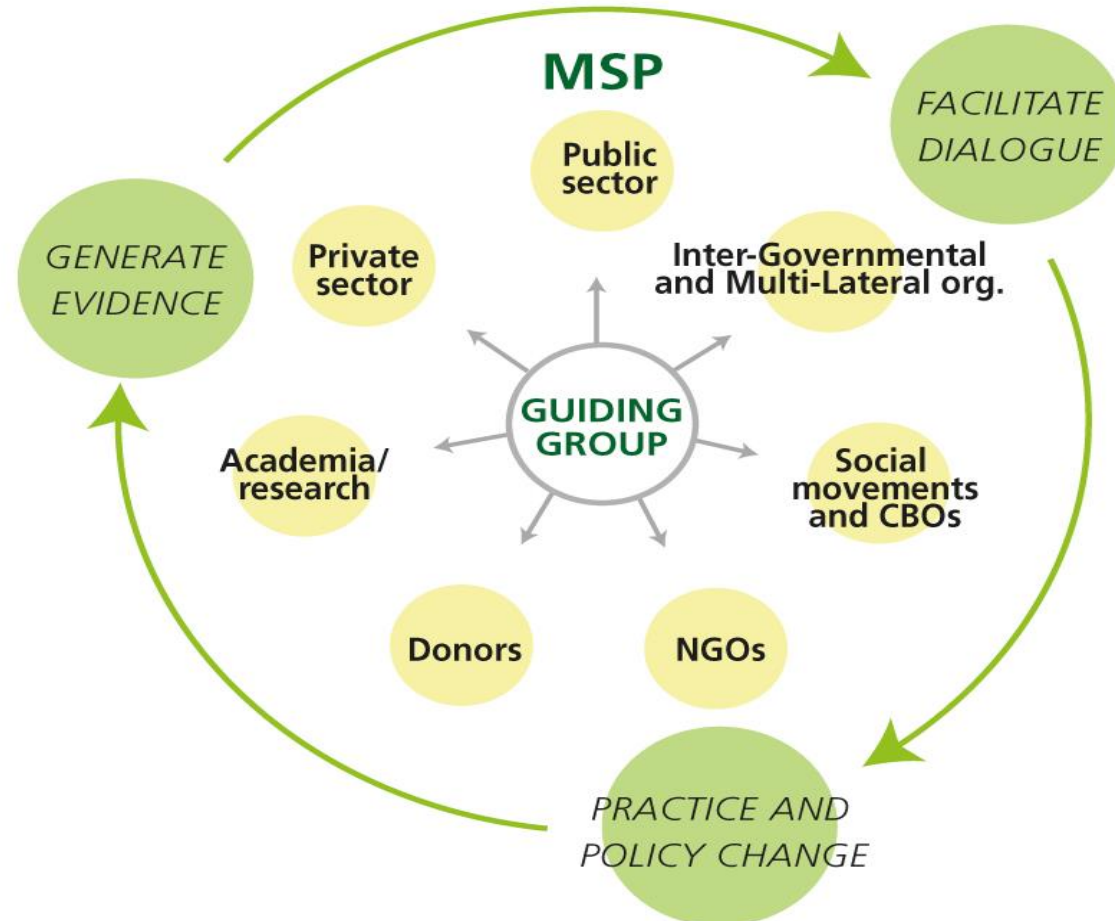 MSP
FACILITATE
DIALOGUE
Public
sector
GENERATE
EVIDENCE
Private
sector
Inter-Governmental
and Multi-Lateral org.
GUIDING
GROUP
Academia/
research
Social
movements
and CBOs
Donors
NGOs
PRACTICE AND
POLICY CHANGE